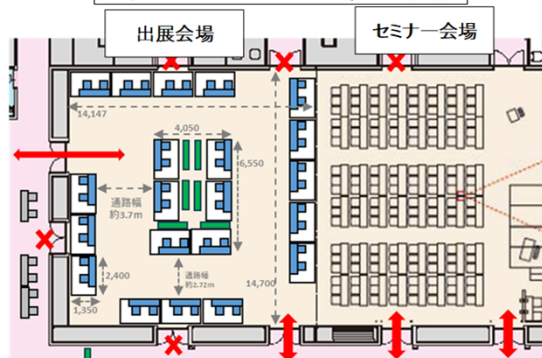 出展会場
セミナー会場
14,147
4,050
6,550
通路幅
約3.7m
2,400
1,350
通路幅
約2.72m
14,700